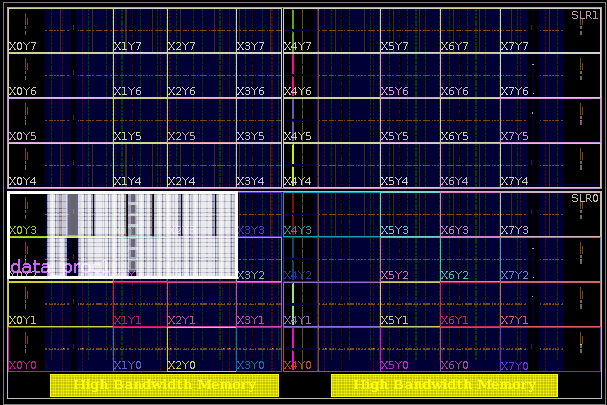 SLR1
X0Y7 X1Y7 X2Y7 X3Y7 X4Y7 X5Y7 X6Y7 X7Y7
X0Y6 X1Y6 X2Y6 X3Y6 X4Y6 X5Y6 X6Y6 X7Y6
X0Y5 X1Y5 X2Y5 X3Y5 X4Y5 X5Y5 X6Y5 X7Y5
X0Y4 X1Y4 X2Y4 X3Y4 X4Y4 X5Y4 X6Y4 X7Y4
SLR0
X0Y3 X3Y3 X4Y3 X5Y3 X6Y3 X7Y3
X3Y2 X4Y2 X5Y2 X6Y2 X7Y2
X0Y1 X1Y1 X2Y1 X3Y1 X4Y1 X5Y1 X6Y1 X7Y1
X0Y0 X1Y0 X2Y0 X3Y0 X4Y0 X5Y0 X6Y0 X7Y0
High Bandwidth Memory High Bandwidth Memory